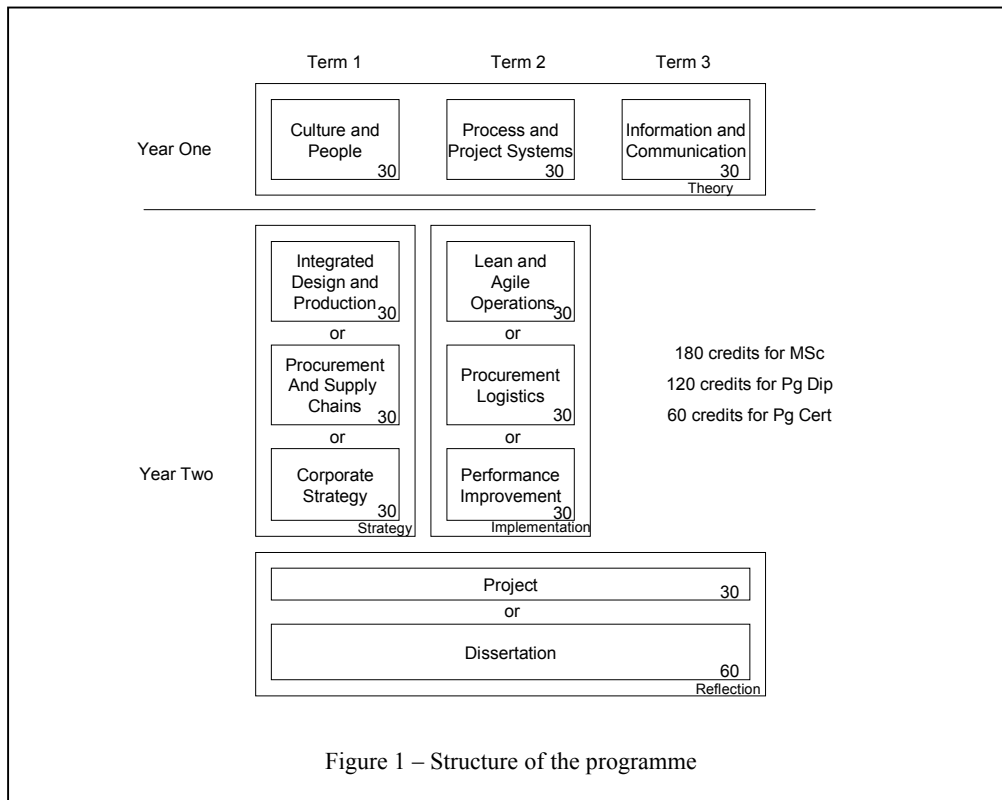 Term 1 Term 2 Term 3
Year One
Culture and
People
30
Process and
Project Systems
30
Information and
Communication
30
Theory
Year Two
Integrated
Design and
Production
30
or
Procurement
And Supply
Chains
30
or
Corporate
Strategy
30
Strategy
Lean and
Agile
Operations
30
or
Procurement
Logistics
30
or
Performance
Improvement
30
Implementation
180 credits for MSc
120 credits for Pg Dip
60 credits for Pg Cert
Project
30
or
Dissertation
60
Reflection
Figure 1 – Structure of the programme